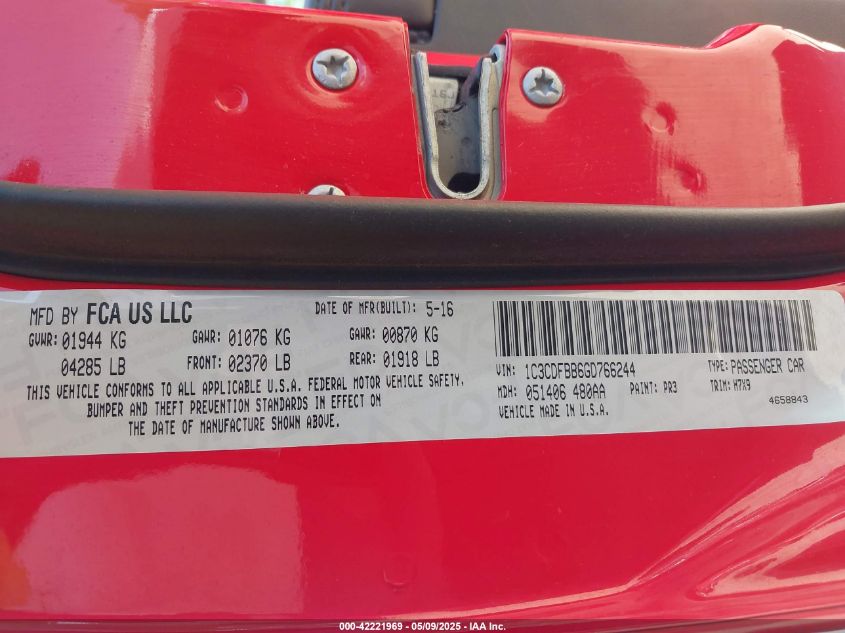 16J
MFD BY FCA US LLC DATE OF MFR(BUILT): 5-16
GVWR: 01944 KG GAWR: 01076 KG GAWR: 00870 KG
04285 LB FRONT: 02370 LB REAR: 01918 LB
THIS VEHICLE CONFORMS TO ALL APPLICABLE U.S.A. FEDERAL MOTOR VEHICLE SAFETY,
BUMPER AND THEFT PREVENTION STANDARDS IN EFFECT ON
THE DATE OF MANUFACTURE SHOWN ABOVE.
VIN: 1C3CDFBB6GD766244 TYPE: PASSENGER CAR
MDH: 051406 480AA PAINT: PR3 TRIM: M7X9
VEHICLE MADE IN U.S.A. 4658843
000-42221969 | 05/09/2025 - IAA Inc.